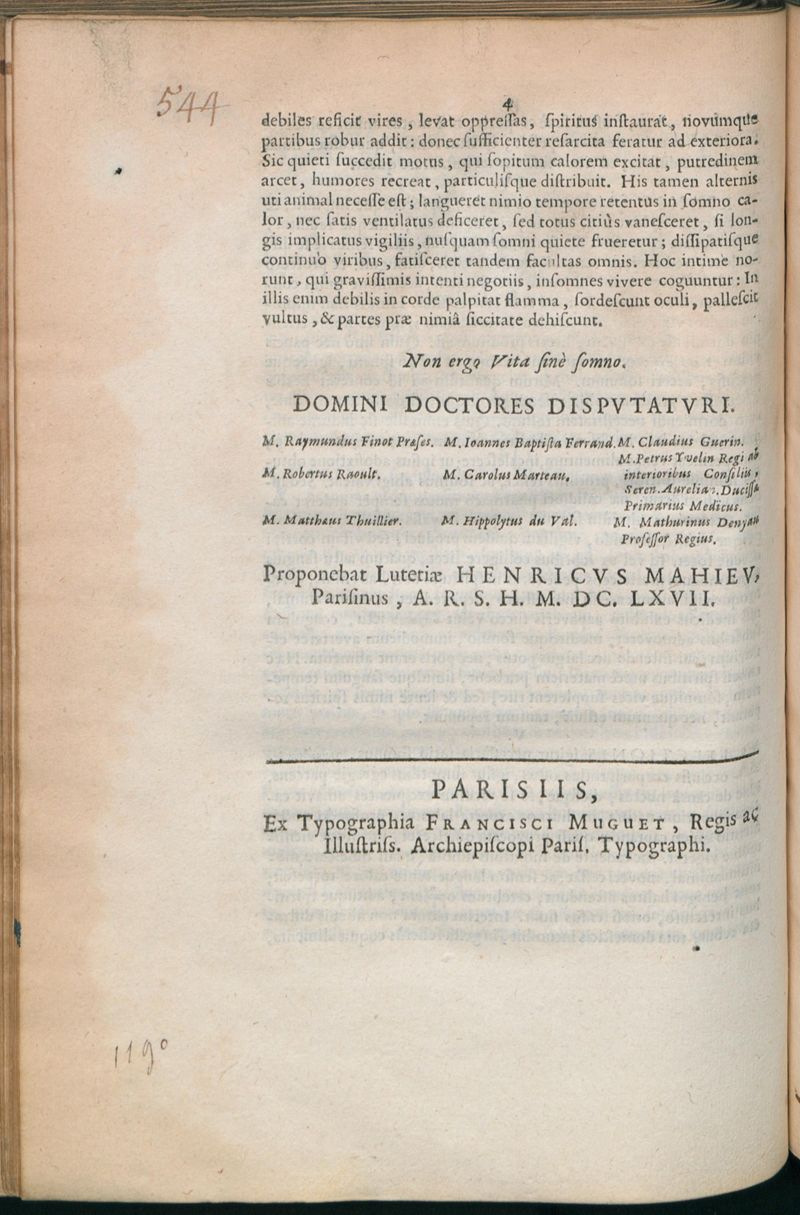 544
4
debiles reficit vires, levat oppreſſas, ſpiritus inſtaurat, novúmque
partibus robur addit: donec ſufficienter reſarcita feratur ad exteriora.
Sic quieti ſuccedit motus, qui ſopitum calorem excitat, putredinem
arcet, humores recreat, particuliſque diſtribuit. His tamen alternis
uti animal neceſſe eſt; langueret nimio tempore retentus in ſomno ca-
lor, nec ſatis ventilatus deficeret, ſed totus citiùs vaneſceret, ſi lon-
gis implicatus vigiliis, nuſquam ſomni quiete frueretur; diſſipatiſque
continuò viribus, fatiſceret tandem facultas omnis. Hoc intimè no-
runt, qui graviſſimis intenti negotiis, inſomnes vivere coguuntur: In
illis enim debilis in corde palpitat flamma, ſordeſcunt oculi, palleſcit
vultus, & partes præ nimiâ ſiccitate dehiſcunt.
Non ergo Vita ſinè ſomno.
DOMINI DOCTORES DISPVTATVRI.
M. Raymundus Finot Præſes. M. Ioannes Baptiſta Ferrand. M. Claudius Guerin.
M. Petrus Yvelin Regi ab
M. Robertus Raoult. M. Carolus Marteau. interioribus Conſiliis,
Seren. Aurelian. Duciſſæ
Primarius Medicus.
M. Matthæus Thuillier. M. Hippolytus du Val. M. Mathurinus Denyau
Profeſſor Regius.
Proponebat Lutetiæ HENRICVS MAHIEV,
Pariſinus, A. R. S. H. M. DC. LXVII.
PARISIIS,
Ex Typographia FRANCISCI MUGUET, Regis ac
Illuſtriſs. Archiepiſcopi Pariſ. Typographi.
119°